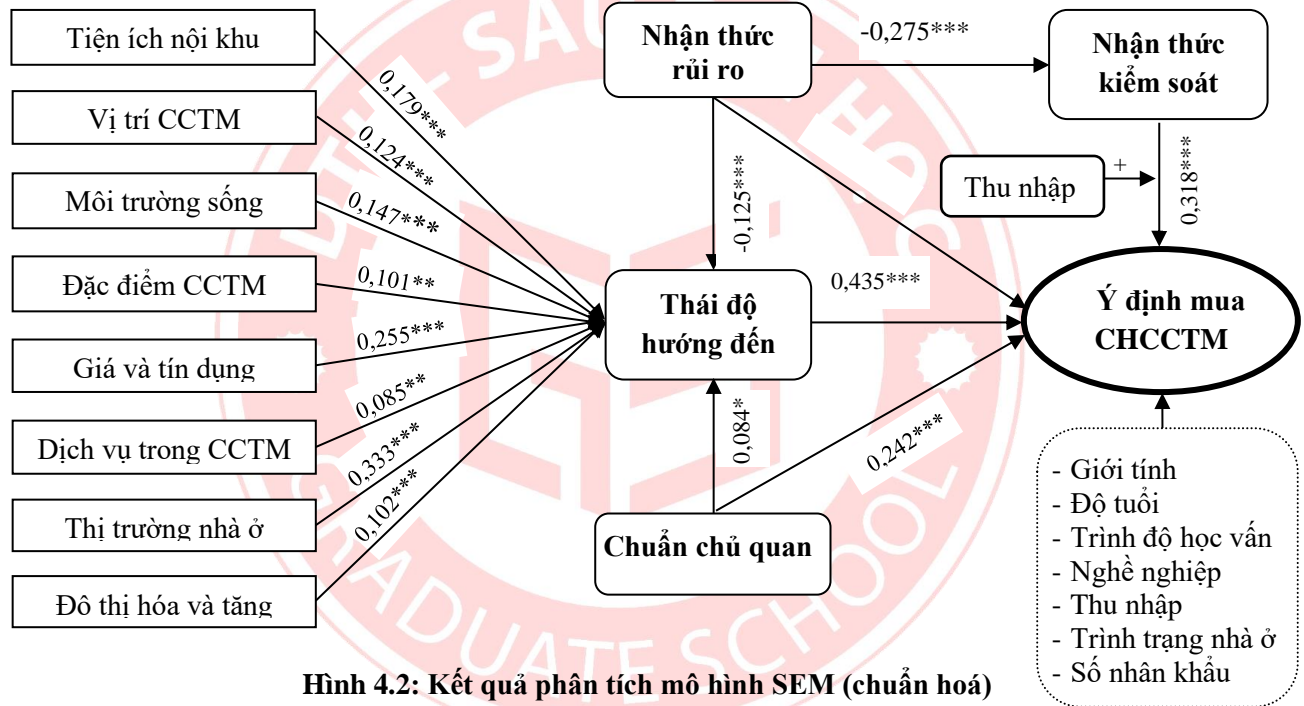 Tiện ích nội khu
Vị trí CCTM
Môi trường sống
Đặc điểm CCTM
Giá và tín dụng
Dịch vụ trong CCTM
Thị trường nhà ở
Đô thị hóa và tăng
0,179***
0,124***
0,147***
0,101**
0,255***
0,085**
0,333***
0,102***
Nhận thức
rủi ro
-0,275***
Nhận thức
kiểm soát
Thu nhập
+
0,318***
-0,125***
Thái độ
hướng đến
0,435***
Ý định mua
CHCCTM
0,084*
0,242***
Chuẩn chủ quan
- Giới tính
- Độ tuổi
- Trình độ học vấn
- Nghề nghiệp
- Thu nhập
- Trình trạng nhà ở
- Số nhân khẩu
GRADUATE SCHOOL
Hình 4.2: Kết quả phân tích mô hình SEM (chuẩn hoá)